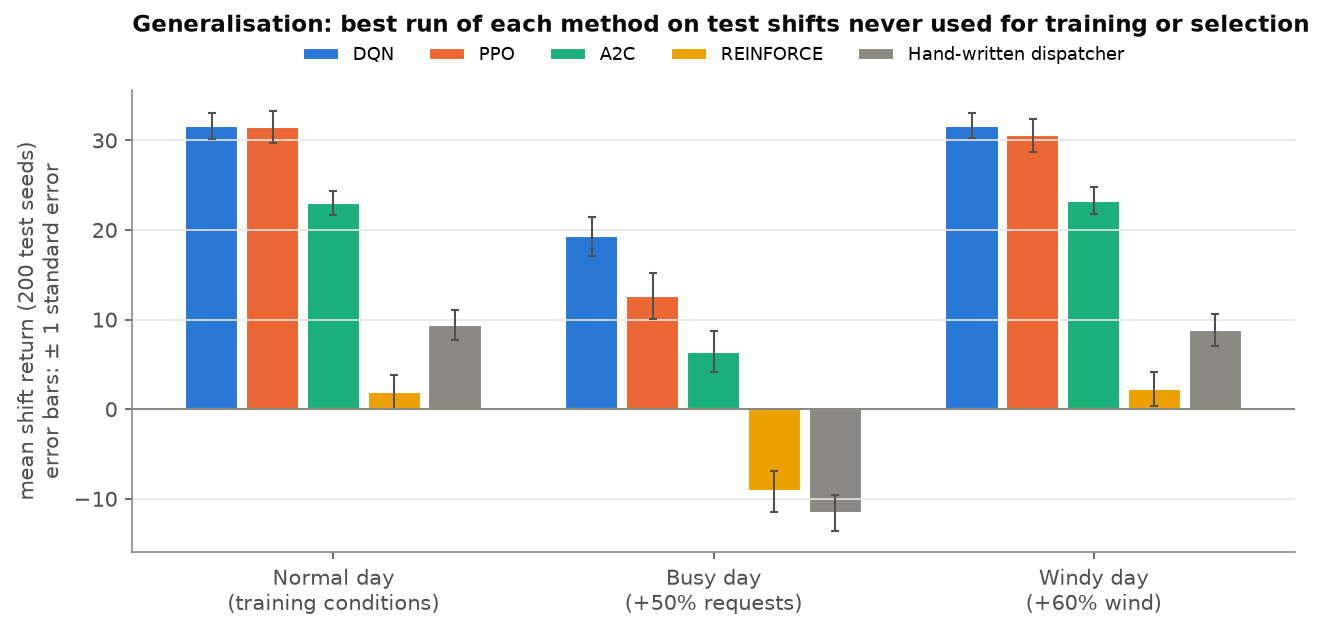 Generalisation: best run of each method on test shifts never used for training or selection
DQN PPO A2C REINFORCE Hand-written dispatcher
mean shift return (200 test seeds)
error bars: ± 1 standard error
30
20
10
0
−10
Normal day
(training conditions)
Busy day
(+50% requests)
Windy day
(+60% wind)